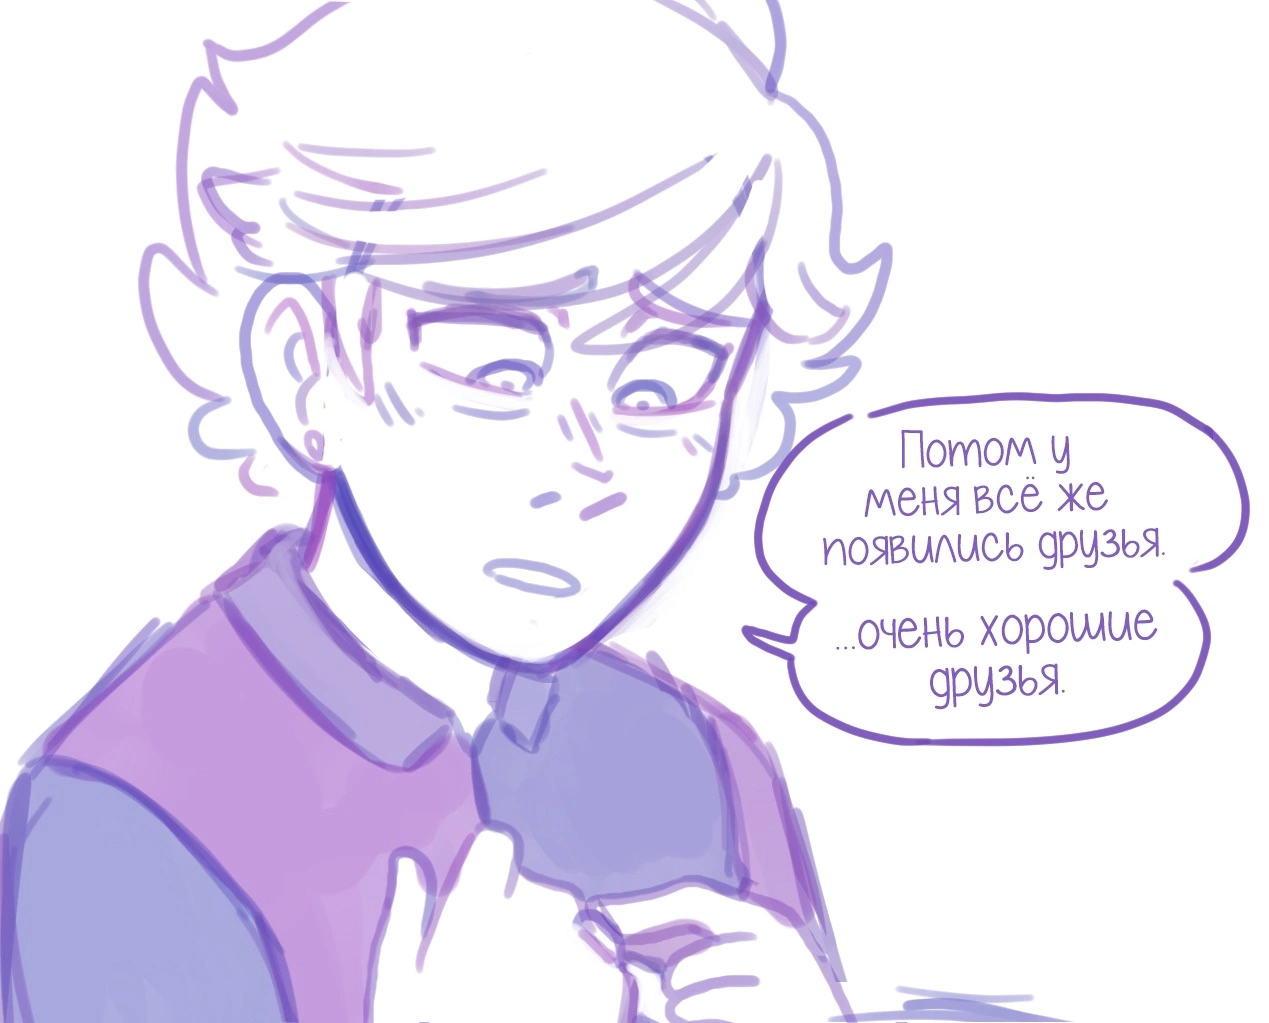 Потом у
меня всё же
появились друзья.
...очень хорошие
друзья.